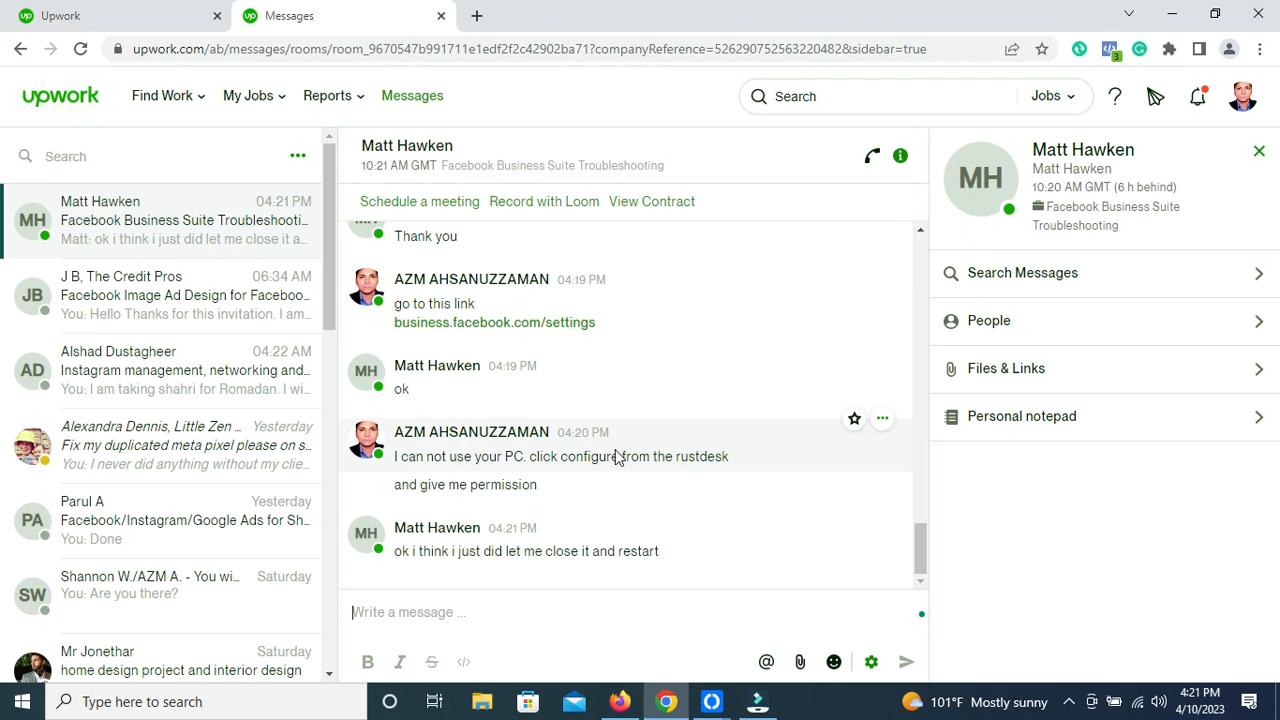 Upwork
Messages
upwork.com/ab/messages/rooms/room_9670547b991711e1edf2f2c42902ba71?companyReference=526290752563220482&sidebar=true
3
upwork
Find Work
My Jobs
Reports
Messages
Search
Jobs
?
Search
MH
Matt Hawken 04:21 PM
Facebook Business Suite Troubleshooti...
Matt: ok i think i just did let me close it a...
JB
J B, The Credit Pros 06:34 AM
Facebook Image Ad Design for Faceboo...
You: Hello Thanks for this invitation. I am...
AD
Alshad Dustagheer 04:22 AM
Instagram management, networking and...
You: I am taking shahri for Romadan. I wi...
Alexandra Dennis, Little Zen ... Yesterday
Fix my duplicated meta pixel please on s...
You: I never did anything without my clie...
PA
Parul A Yesterday
Facebook/Instagram/Google Ads for Sh...
You: Done
SW
Shannon W./AZM A. - You wi... Saturday
You: Are you there?
Mr Jonethar Saturday
home design project and interior design
Matt Hawken
10:21 AM GMT Facebook Business Suite Troubleshooting
Schedule a meeting Record with Loom View Contract
Thank you
AZM AHSANUZZAMAN 04:19 PM
go to this link
business.facebook.com/settings
MH
Matt Hawken 04:19 PM
ok
AZM AHSANUZZAMAN 04:20 PM
I can not use your PC. click configure from the rustdesk
and give me permission
MH
Matt Hawken 04:21 PM
ok i think i just did let me close it and restart
Write a message ...
B I S </>
@
MH
Matt Hawken
Matt Hawken
10:20 AM GMT (6 h behind)
Facebook Business Suite
Troubleshooting
Search Messages
People
Files & Links
Personal notepad
Type here to search
101°F Mostly sunny
4:21 PM
4/10/2023